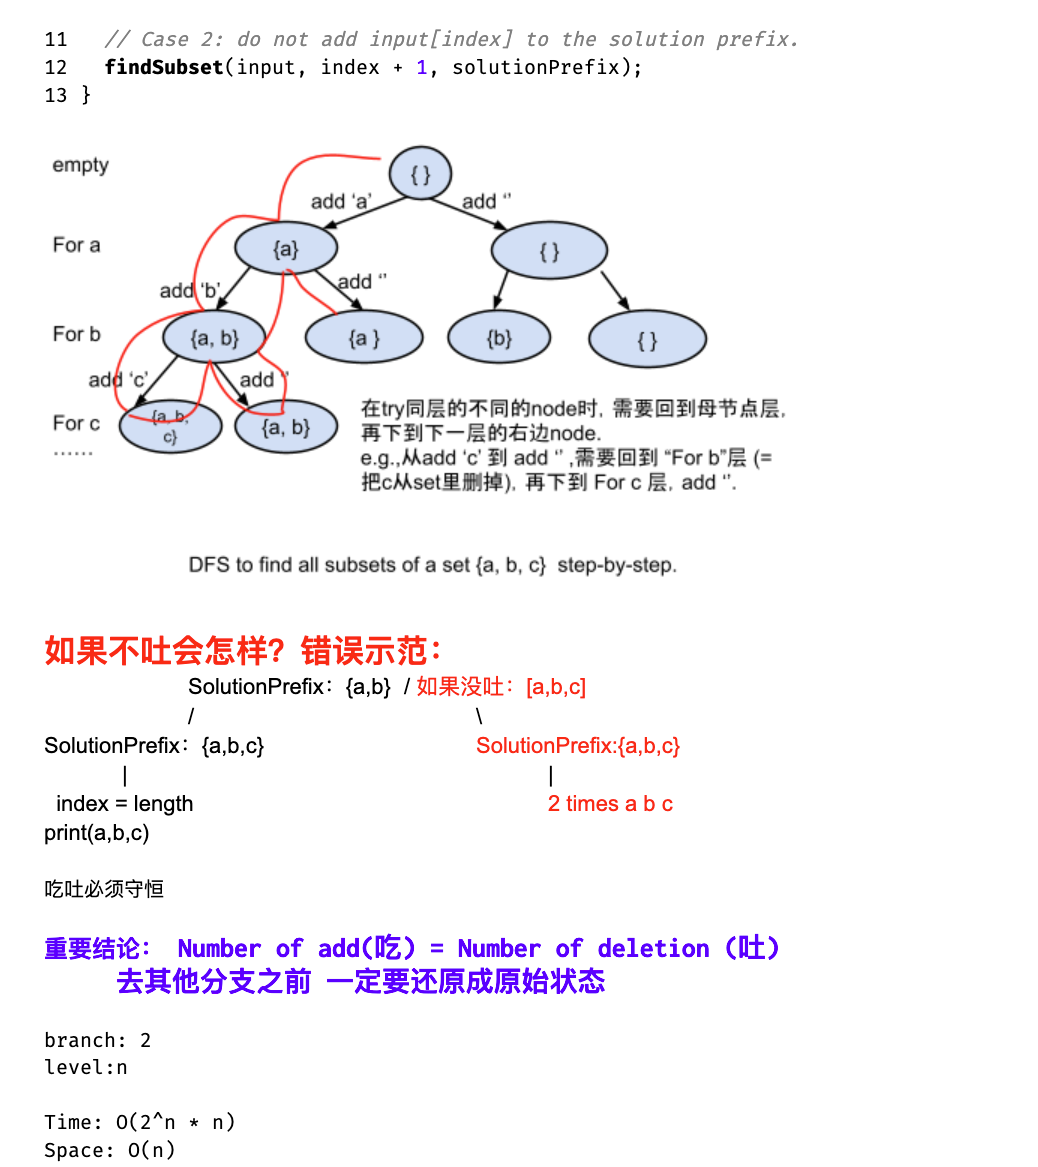 11   // Case 2: do not add input[index] to the solution prefix.
12   findSubset(input, index + 1, solutionPrefix);
13 }
empty
{ }
add ‘a’
add ‘’
For a
{a}
{ }
add ‘b’
add ‘’
For b
{a, b}
{a }
{b}
{ }
add ‘c’
add ‘’
For c
{a, b,
c}
{a, b}
……
在try同层的不同的node时, 需要回到母节点层,
再下到下一层的右边node.
e.g.,从add ‘c’ 到 add ‘’ ,需要回到 “For b”层 (=
把c从set里删掉), 再下到 For c 层, add ‘’.
DFS to find all subsets of a set {a, b, c}  step-by-step.
如果不吐会怎样？错误示范：
SolutionPrefix：{a,b}  / 如果没吐：[a,b,c]
/                    \
SolutionPrefix：{a,b,c}                    SolutionPrefix:{a,b,c}
|                    |
index = length                    2 times a b c
print(a,b,c)
吃吐必须守恒
重要结论： Number of add(吃）= Number of deletion（吐）
去其他分支之前 一定要还原成原始状态
branch: 2
level:n
Time: O(2^n * n)
Space: O(n)